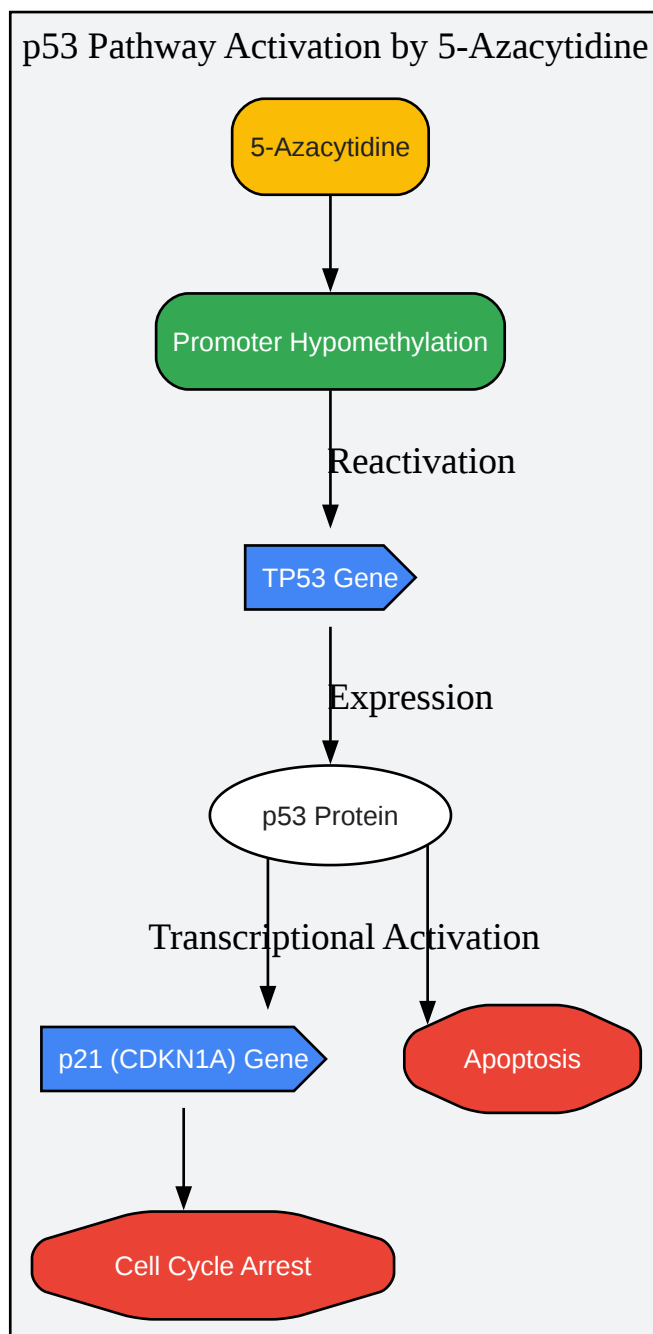 p53 Pathway Activation by 5-Azacytidine
5-Azacytidine
Promoter Hypomethylation
Reactivation
TP53 Gene
Expression
p53 Protein
Transcriptional Activation
p21 (CDKN1A) Gene
Apoptosis
Cell Cycle Arrest